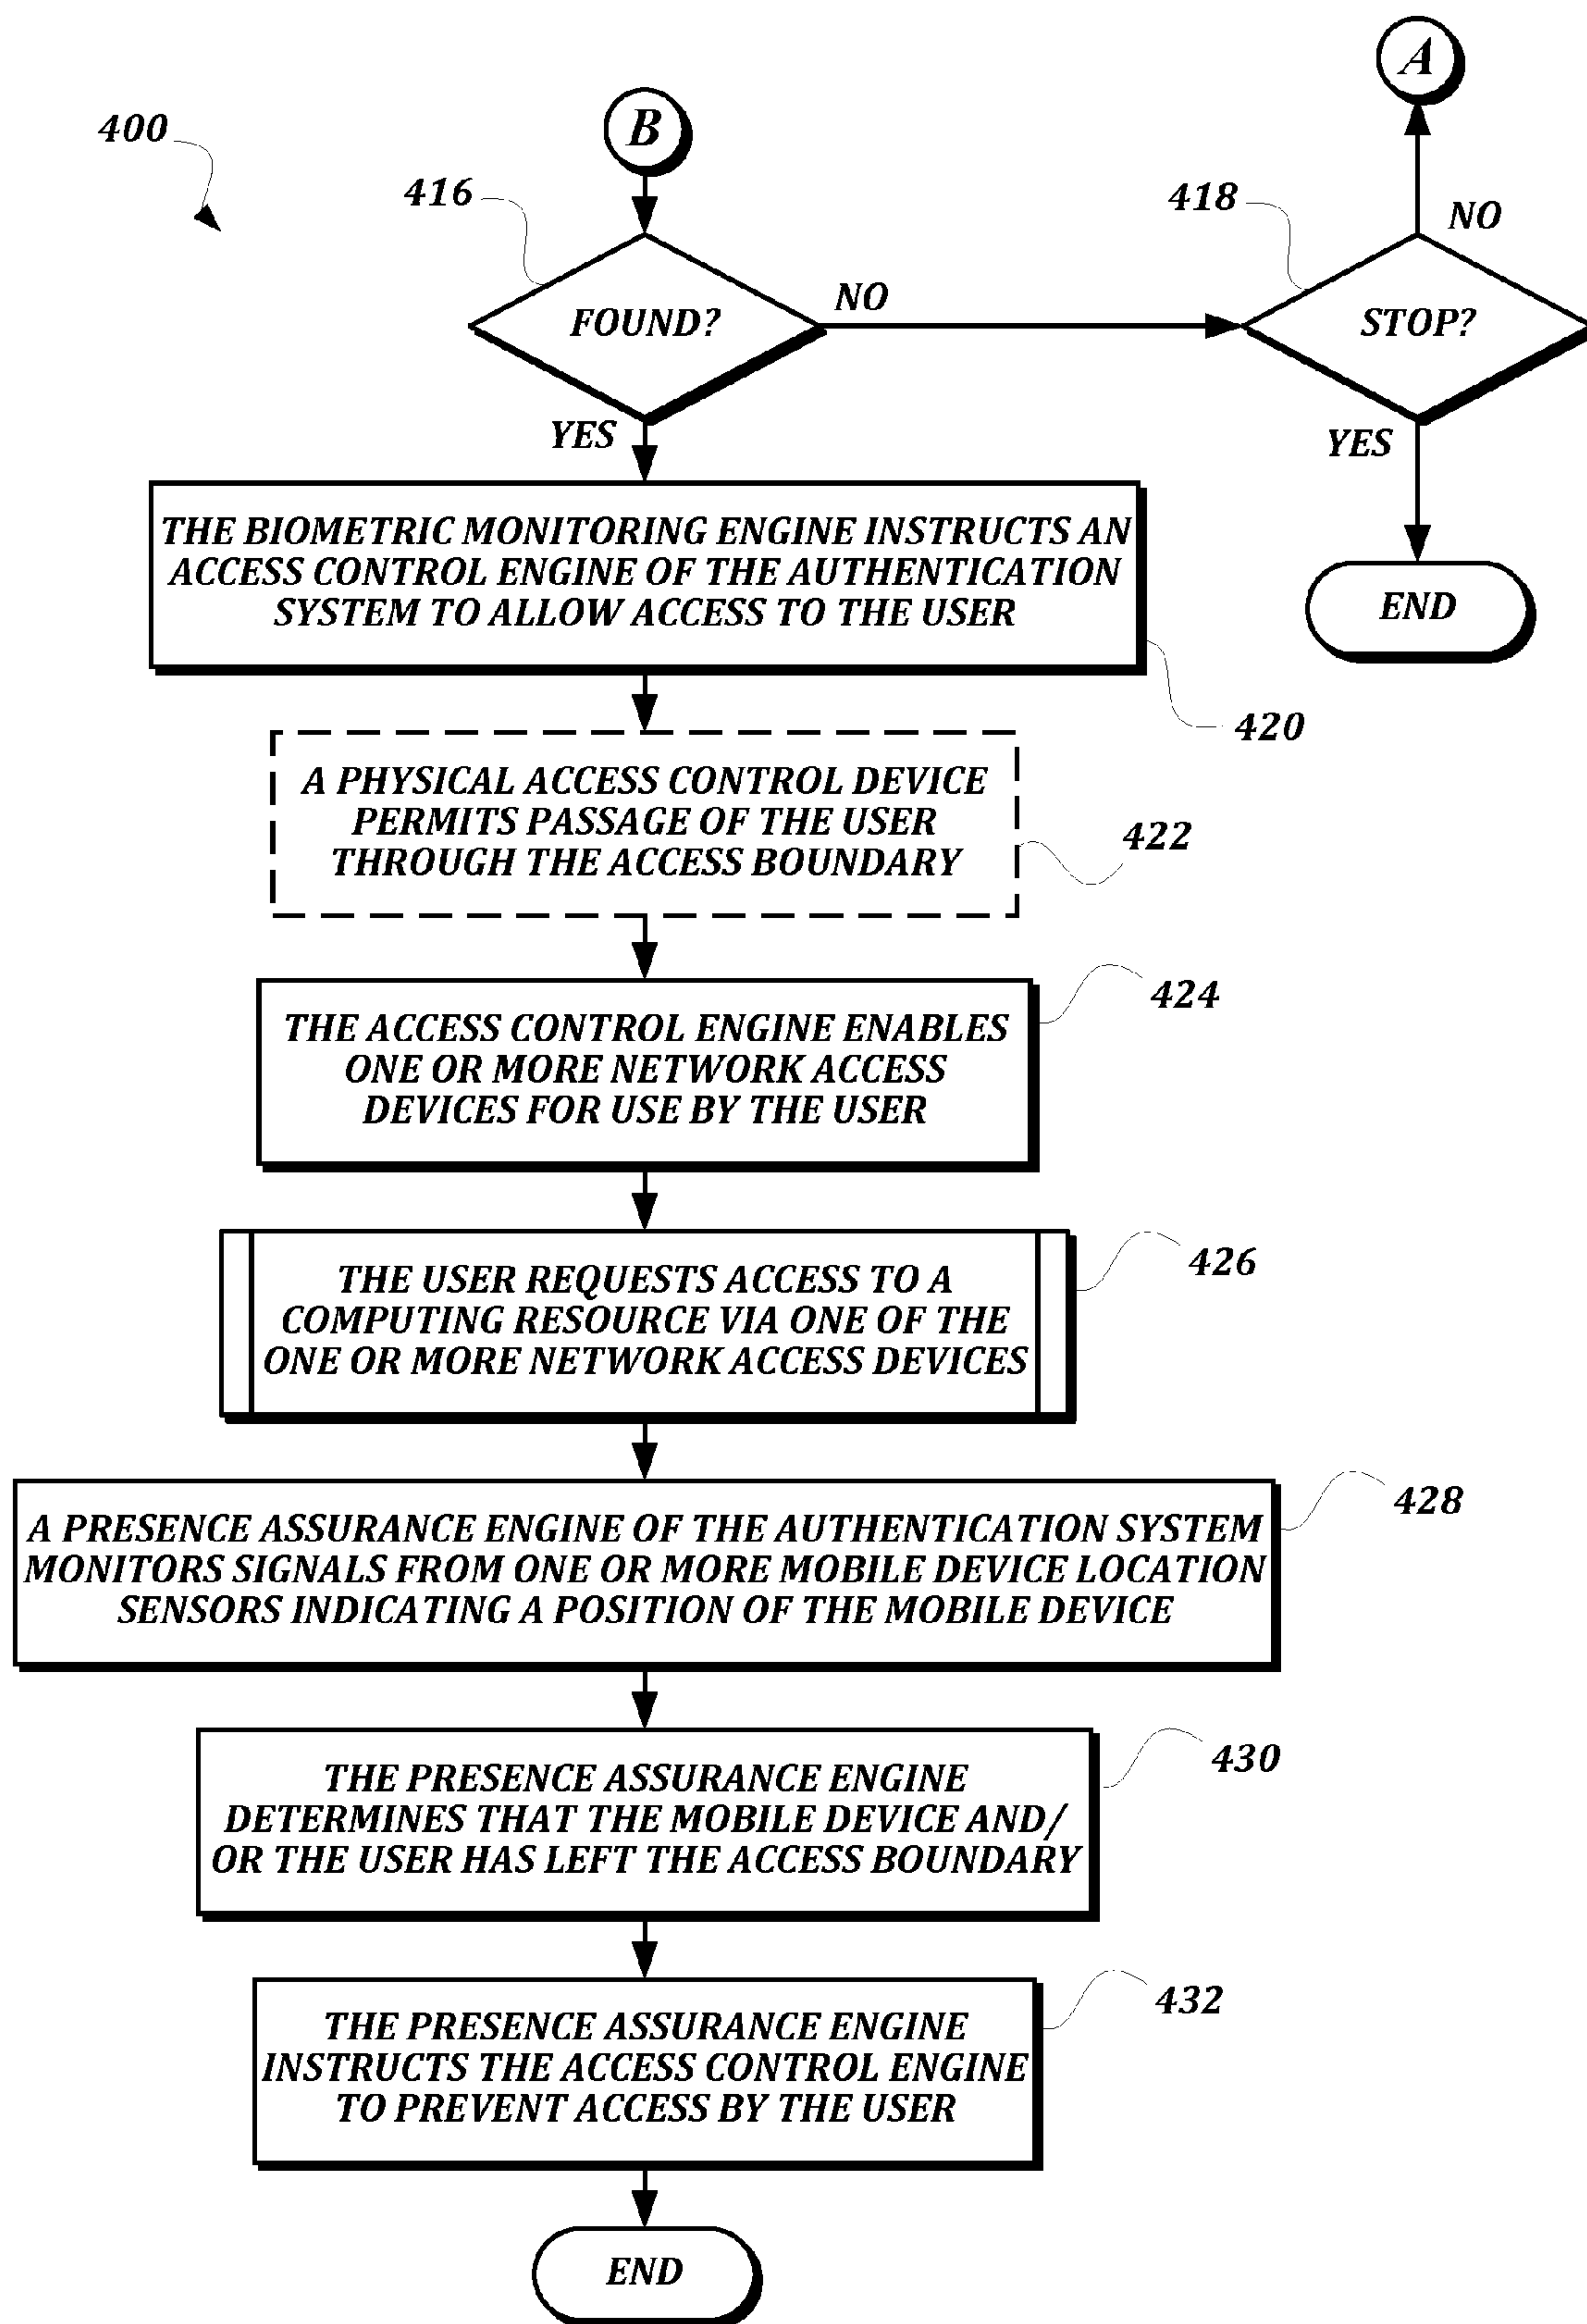 A
B
400
416
418
NO
NO
FOUND?
STOP?
YES
YES
THE BIOMETRIC MONITORING ENGINE INSTRUCTS AN
ACCESS CONTROL ENGINE OF THE AUTHENTICATION
SYSTEM TO ALLOW ACCESS TO THE USER
END
420
A PHYSICAL ACCESS CONTROL DEVICE
PERMITS PASSAGE OF THE USER
THROUGH THE ACCESS BOUNDARY
422
THE ACCESS CONTROL ENGINE ENABLES
ONE OR MORE NETWORK ACCESS
DEVICES FOR USE BY THE USER
424
THE USER REQUESTS ACCESS TO A
COMPUTING RESOURCE VIA ONE OF THE
ONE OR MORE NETWORK ACCESS DEVICES
426
A PRESENCE ASSURANCE ENGINE OF THE AUTHENTICATION SYSTEM
MONITORS SIGNALS FROM ONE OR MORE MOBILE DEVICE LOCATION
SENSORS INDICATING A POSITION OF THE MOBILE DEVICE
428
THE PRESENCE ASSURANCE ENGINE
DETERMINES THAT THE MOBILE DEVICE AND/
OR THE USER HAS LEFT THE ACCESS BOUNDARY
430
THE PRESENCE ASSURANCE ENGINE
INSTRUCTS THE ACCESS CONTROL ENGINE
TO PREVENT ACCESS BY THE USER
432
END